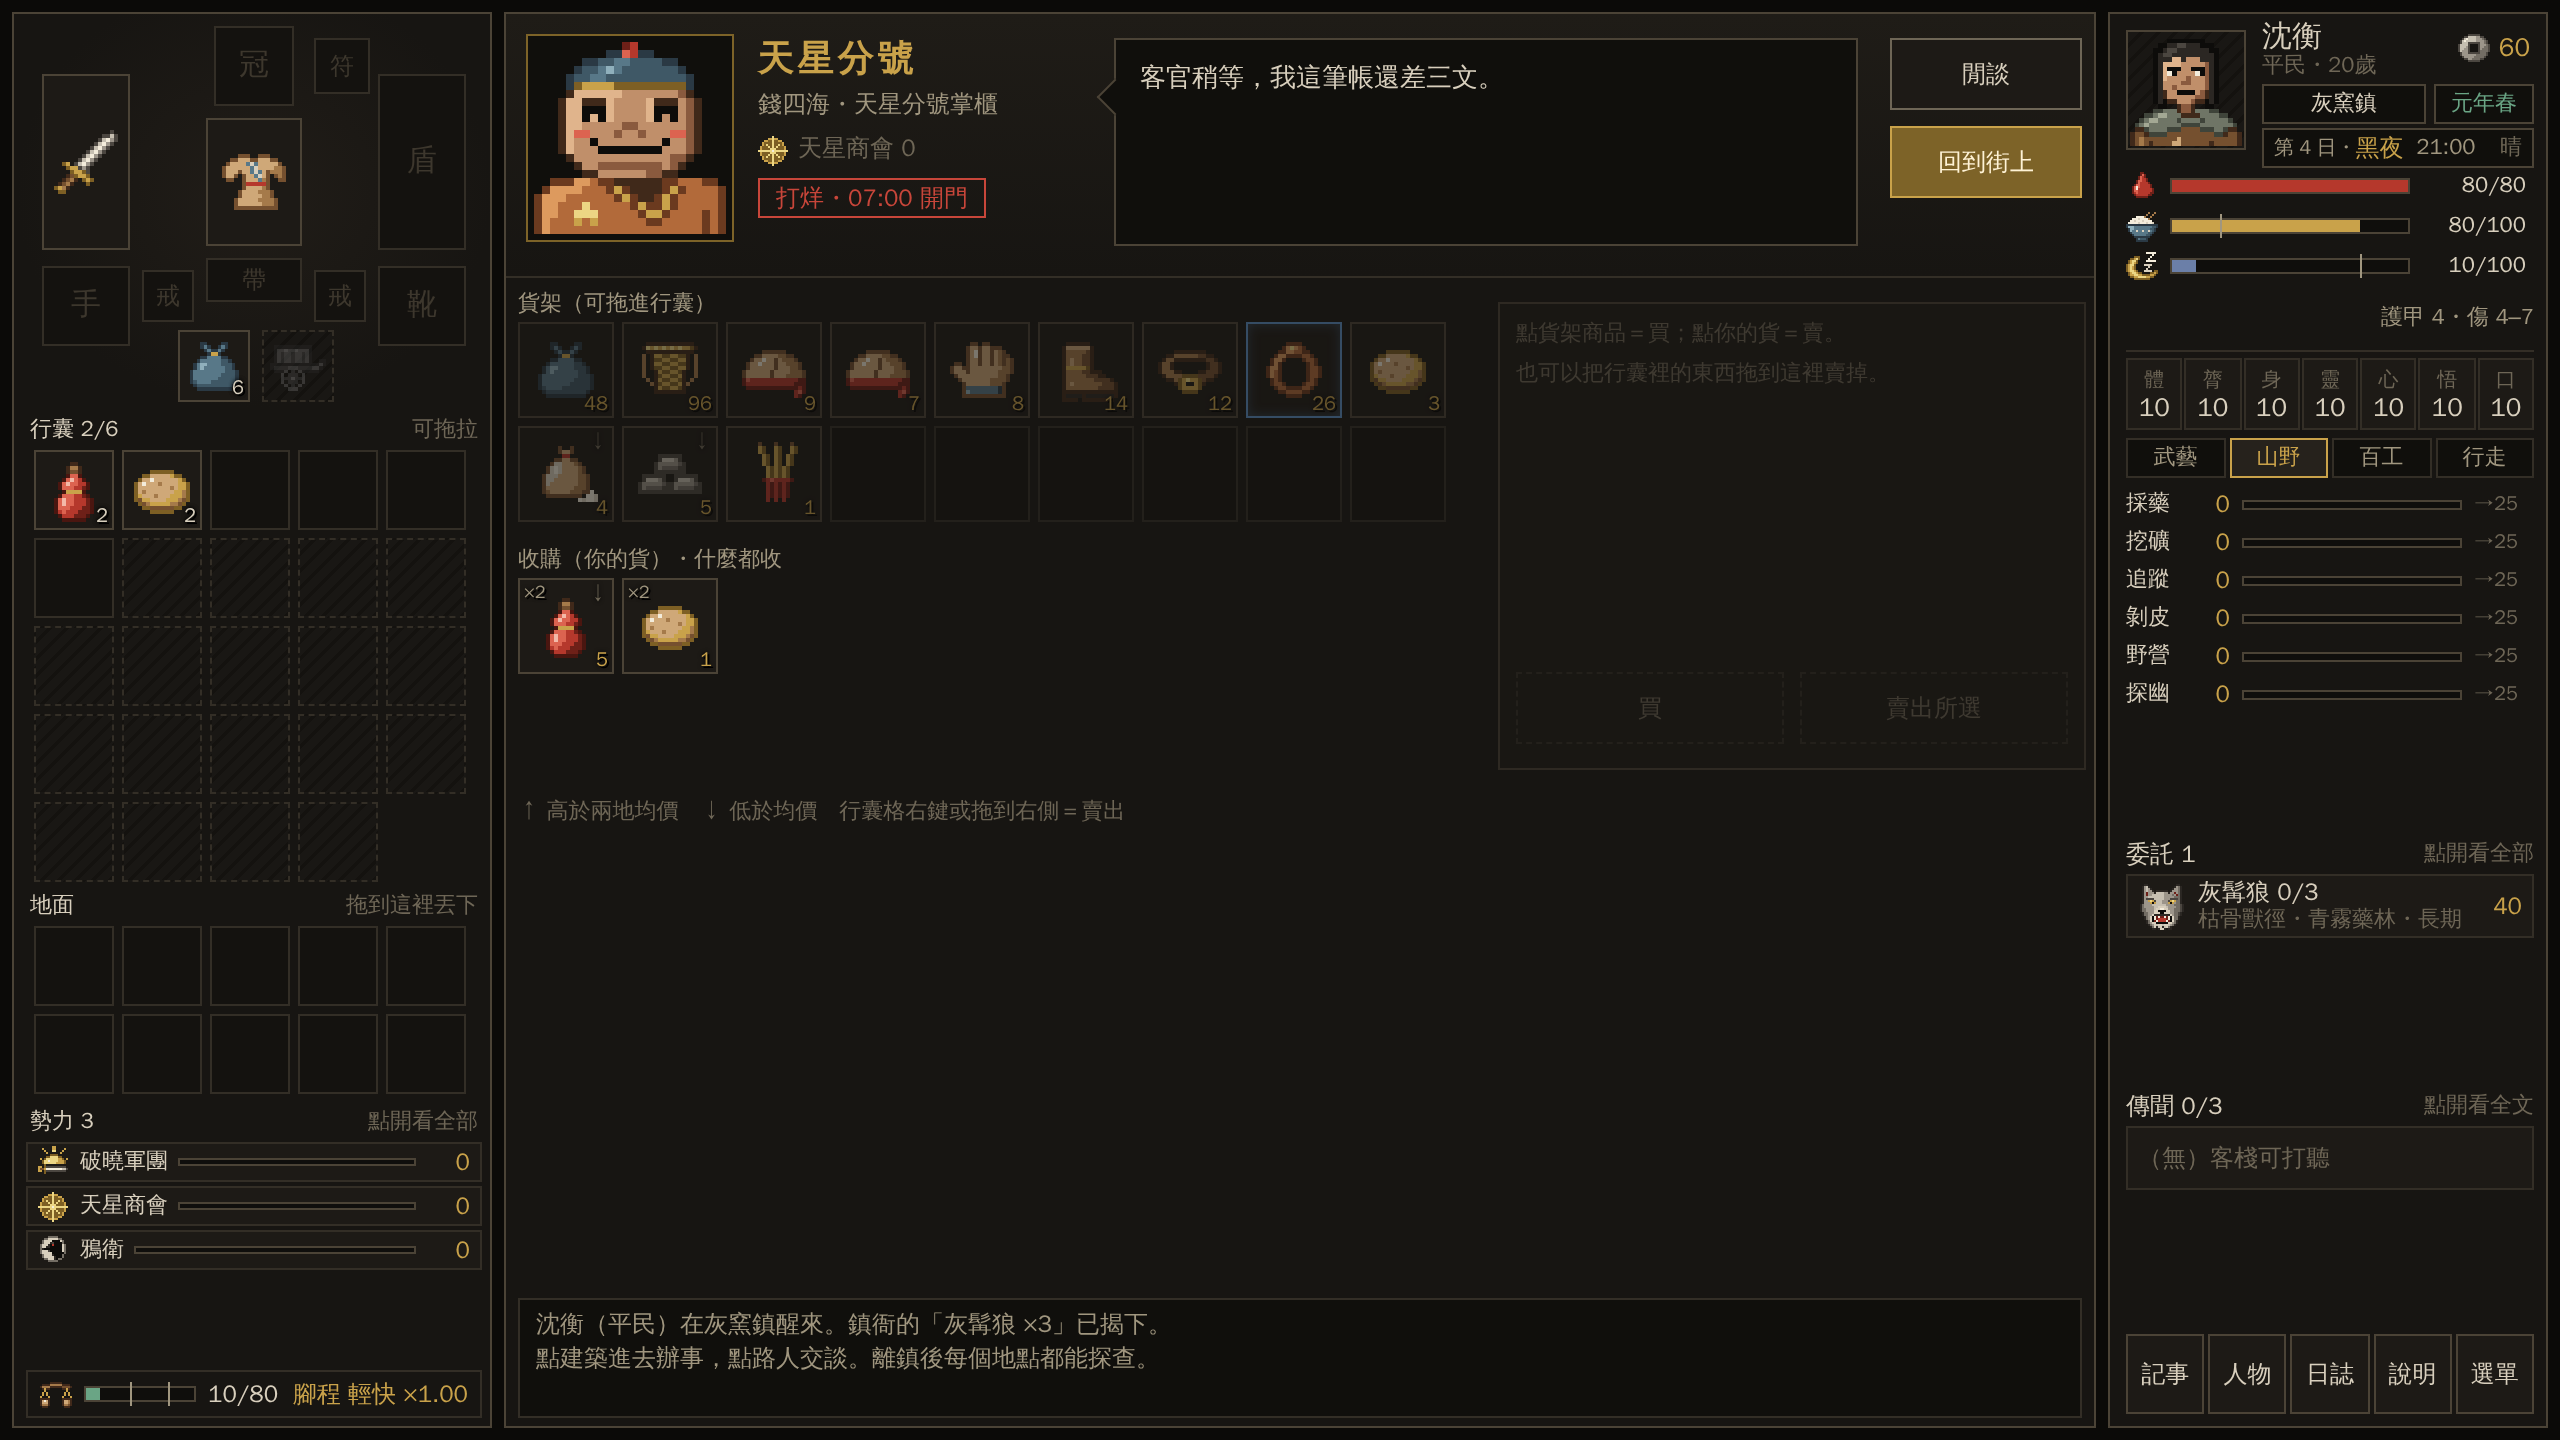 冠
符
盾
手
戒
帶
戒
靴
6
行囊 2/6
可拖拉
2
2
地面
拖到這裡丟下
勢力 3
點開看全部
破曉軍團 0
天星商會 0
鴉衛 0
10/80 腳程 輕快 ×1.00
天星分號
錢四海・天星分號掌櫃
天星商會 0
打烊・07:00 開門
客官稍等，我這筆帳還差三文。
閒談
回到街上
貨架（可拖進行囊）
48 96 9 7 8 14 12 26 3
↓ ↓
4 5 1
收購（你的貨）・什麼都收
×2 ↓ ×2
5 1
點貨架商品＝買；點你的貨＝賣。
也可以把行囊裡的東西拖到這裡賣掉。
買
賣出所選
↑ 高於兩地均價 ↓ 低於均價 行囊格右鍵或拖到右側＝賣出
沈衡（平民）在灰窯鎮醒來。鎮衙的「灰髯狼 ×3」已揭下。
點建築進去辦事，點路人交談。離鎮後每個地點都能探查。
沈衡
60
平民・20歲
灰窯鎮
元年春
第 4 日・黑夜 21:00 晴
80/80
80/100
10/100
護甲 4・傷 4–7
體 膂 身 靈 心 悟 口
10 10 10 10 10 10 10
武藝 山野 百工 行走
採藥 0 →25
挖礦 0 →25
追蹤 0 →25
剝皮 0 →25
野營 0 →25
探幽 0 →25
委託 1
點開看全部
灰髯狼 0/3
枯骨獸徑・青霧藥林・長期
40
傳聞 0/3
點開看全文
（無）客棧可打聽
記事 人物 日誌 說明 選單